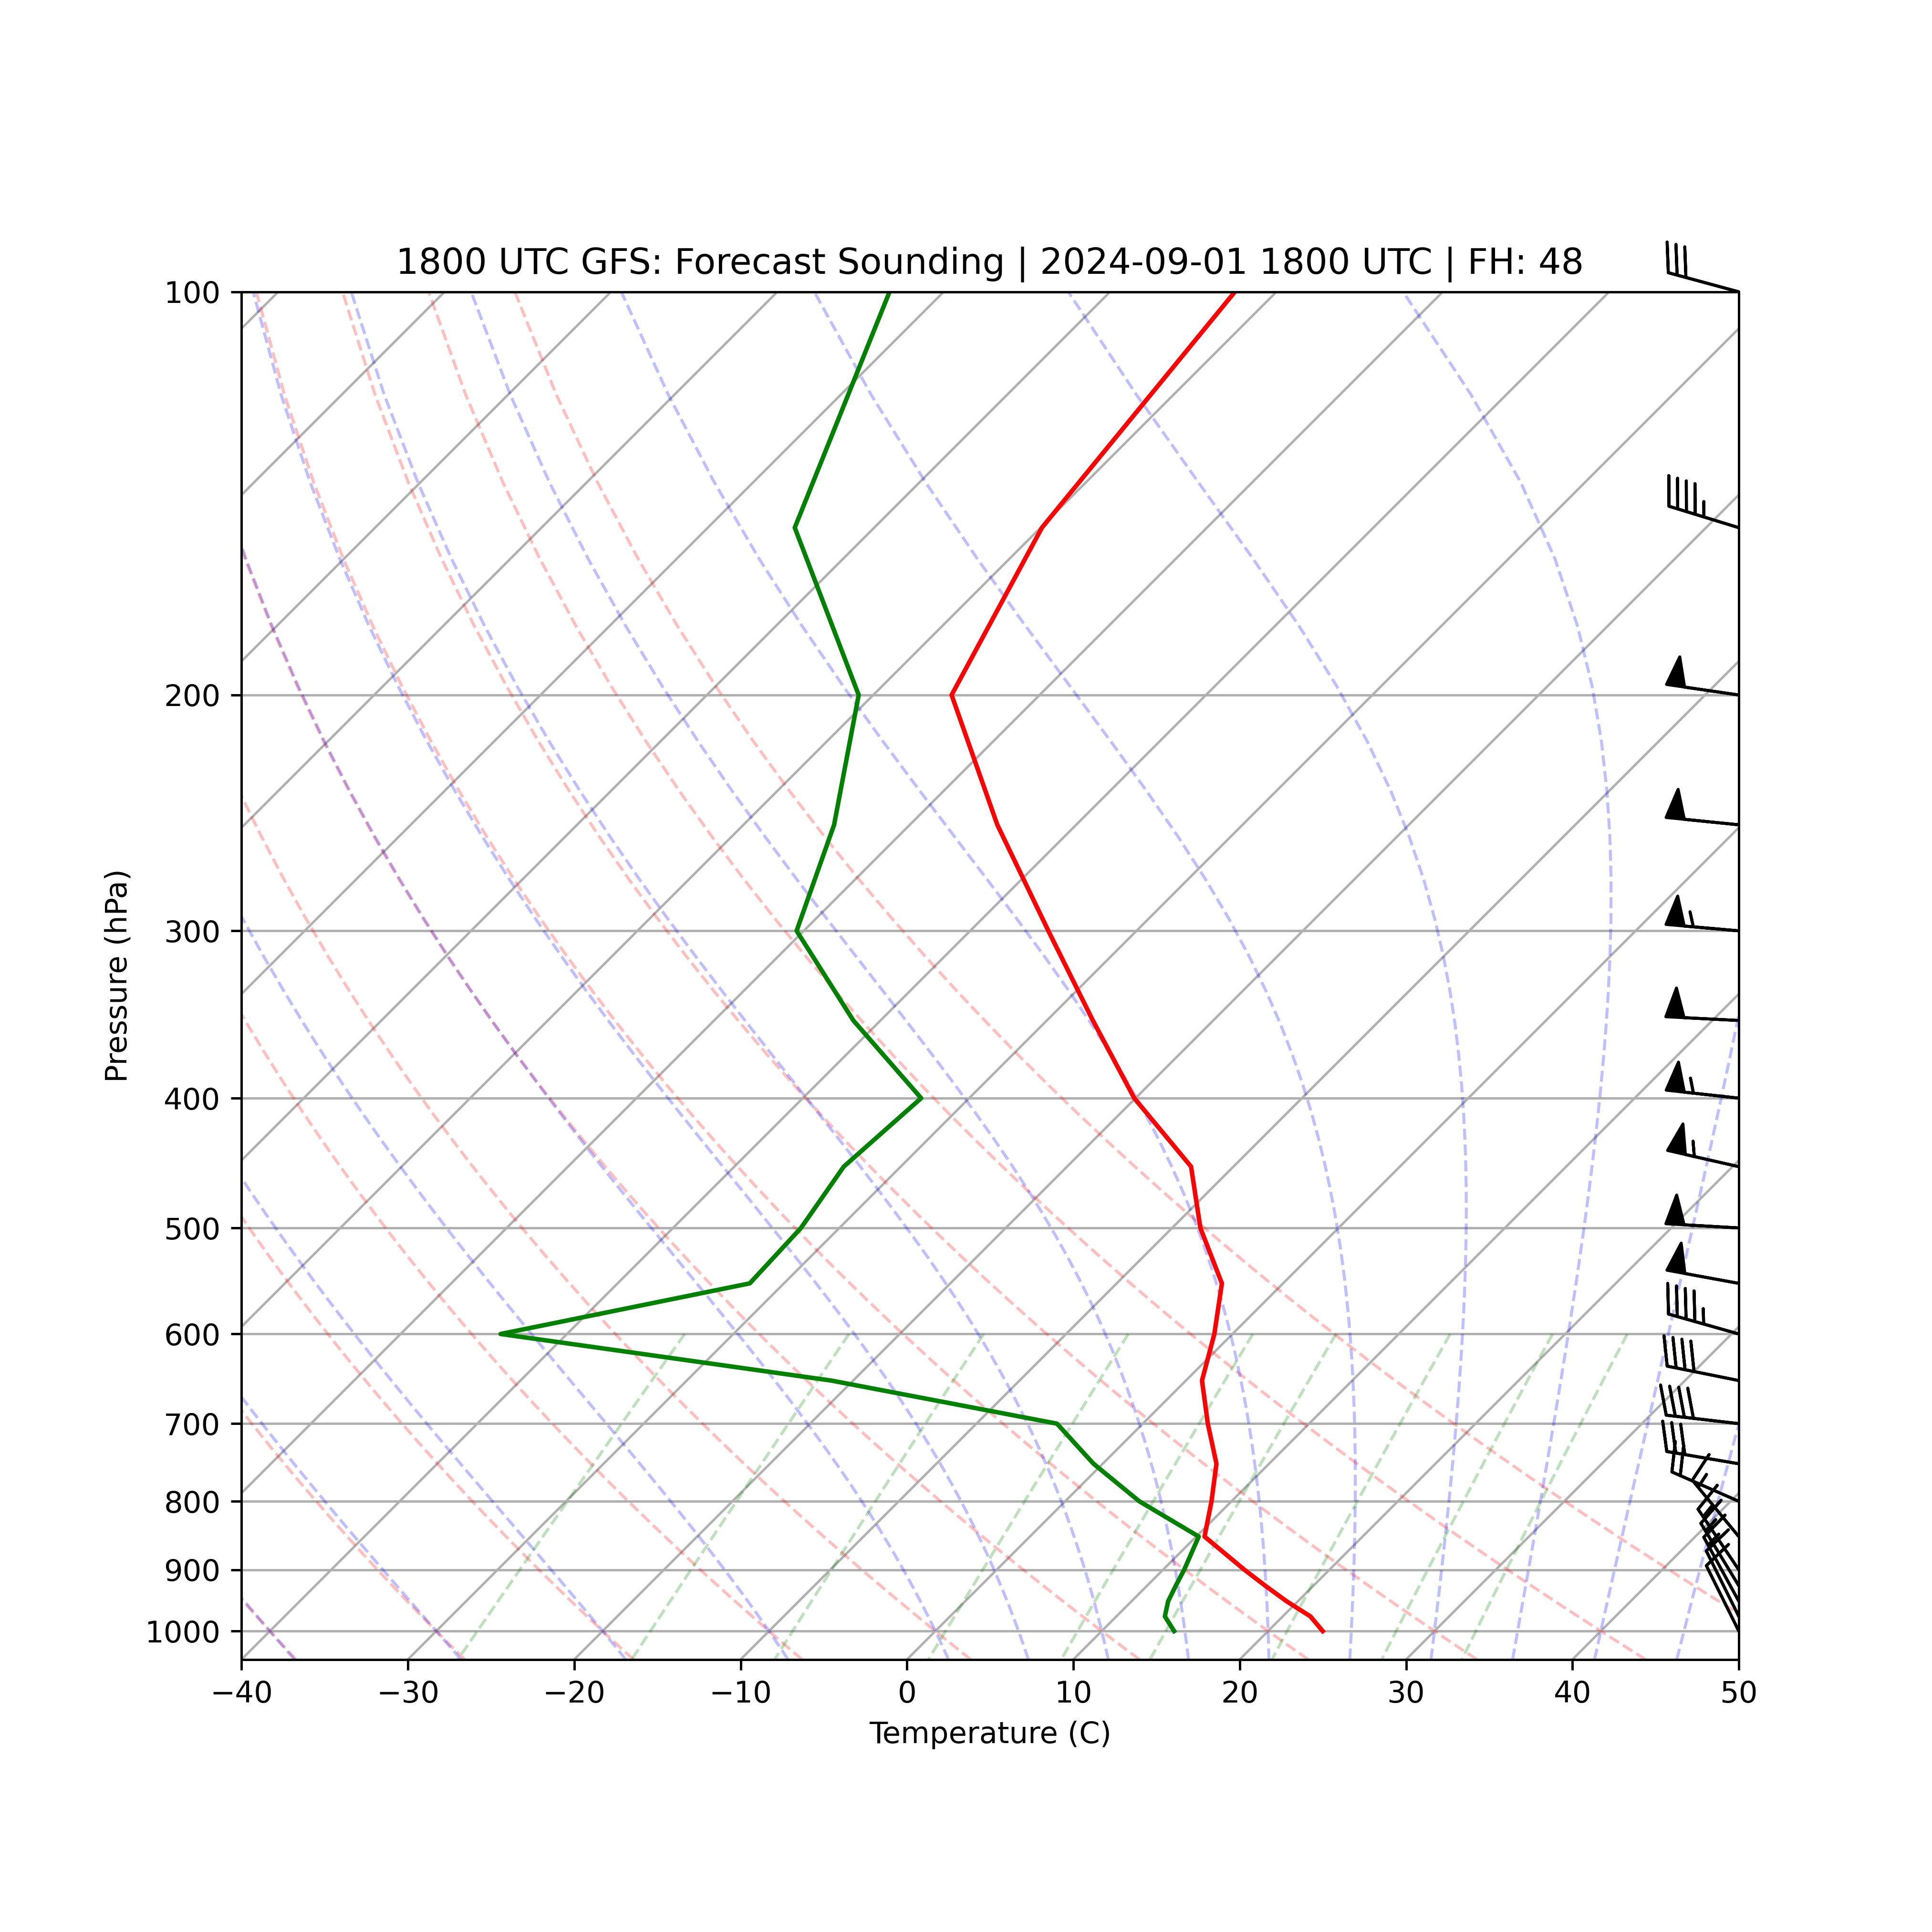 1800 UTC GFS: Forecast Sounding | 2024-09-01 1800 UTC | FH: 48
100
200
300
400
500
600
700
800
900
1000
Pressure (hPa)
−40 −30 −20 −10 0 10 20 30 40 50
Temperature (C)